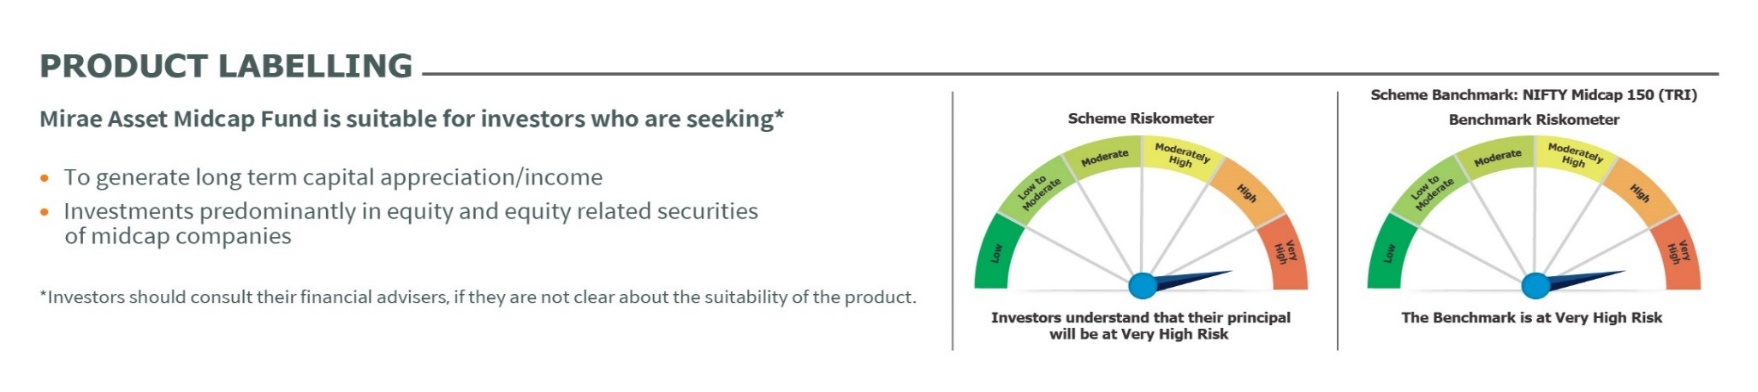 PRODUCT LABELLING
Mirae Asset Midcap Fund is suitable for investors who are seeking*
• To generate long term capital appreciation/income
• Investments predominantly in equity and equity related securities
of midcap companies
*Investors should consult their financial advisers, if they are not clear about the suitability of the product.
Scheme Riskometer
Low
Low to
Moderate
Moderate
Moderately
High
High
Very
High
Investors understand that their principal
will be at Very High Risk
Scheme Banchmark: NIFTY Midcap 150 (TRI)
Benchmark Riskometer
Low
Low to
Moderate
Moderate
Moderately
High
High
Very
High
The Benchmark is at Very High Risk